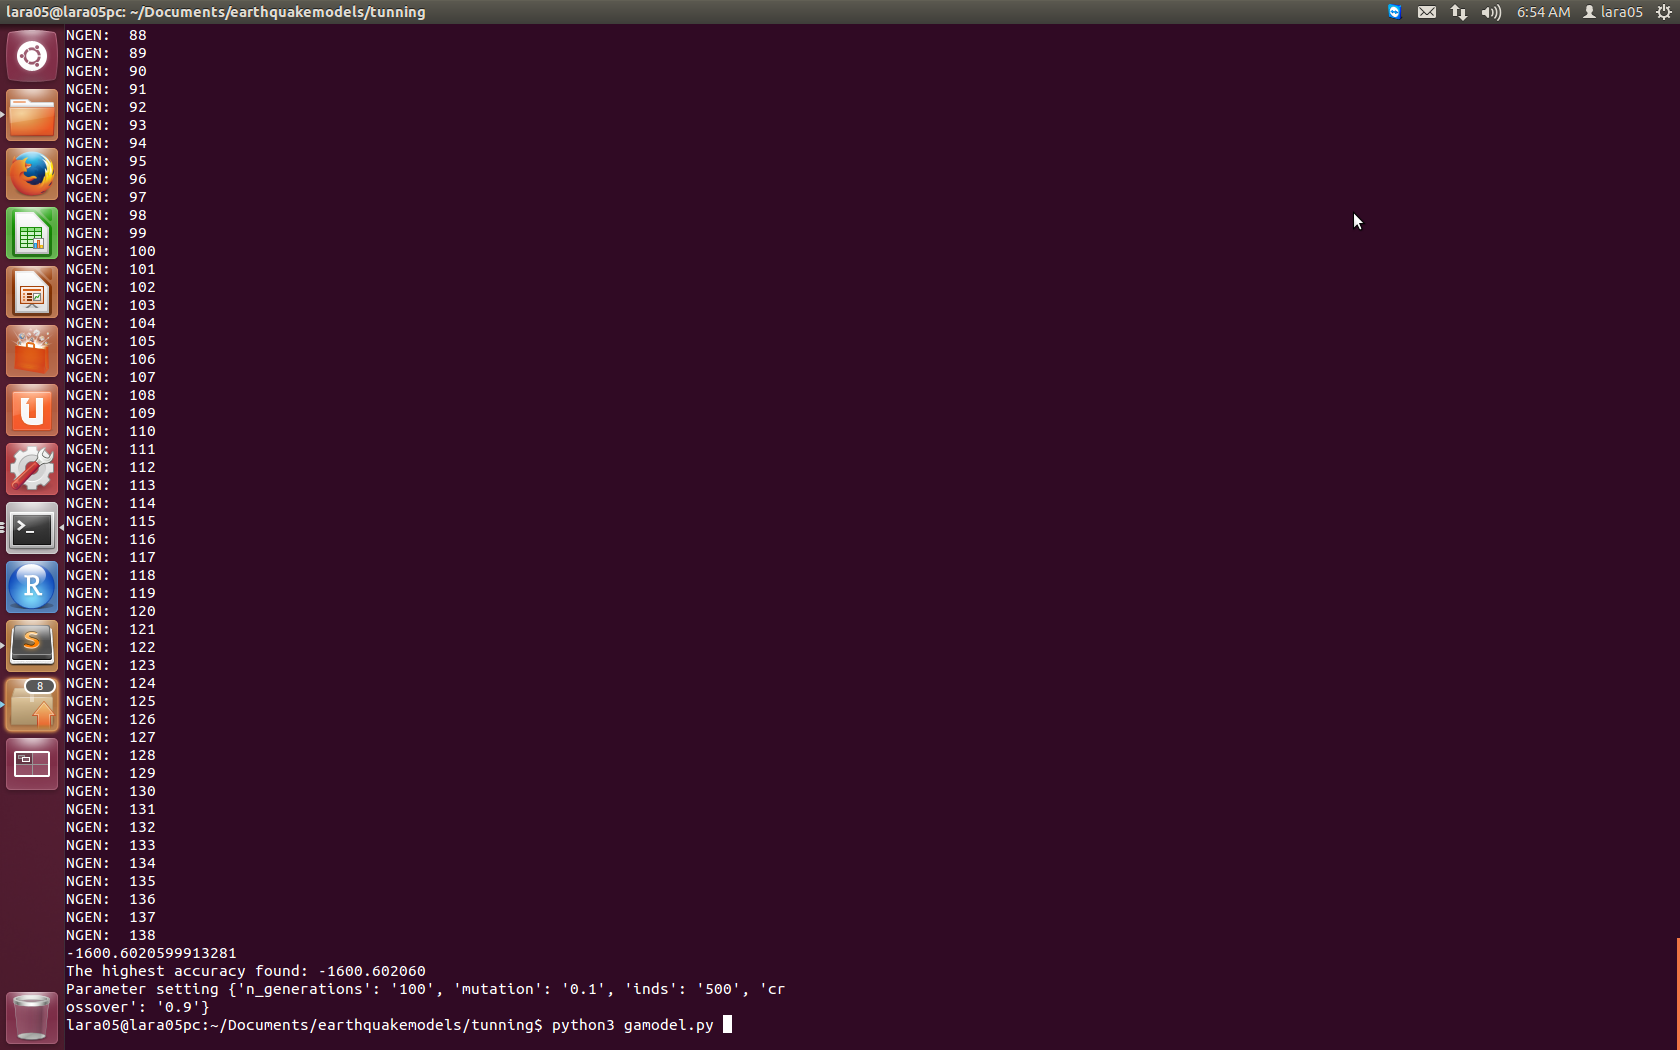 lara05@lara05pc: ~/Documents/earthquakemodels/tunning
6:54 AM
lara05
NGEN:  88
NGEN:  89
NGEN:  90
NGEN:  91
NGEN:  92
NGEN:  93
NGEN:  94
NGEN:  95
NGEN:  96
NGEN:  97
NGEN:  98
NGEN:  99
NGEN:  100
NGEN:  101
NGEN:  102
NGEN:  103
NGEN:  104
NGEN:  105
NGEN:  106
NGEN:  107
NGEN:  108
NGEN:  109
NGEN:  110
NGEN:  111
NGEN:  112
NGEN:  113
NGEN:  114
NGEN:  115
NGEN:  116
NGEN:  117
NGEN:  118
NGEN:  119
NGEN:  120
NGEN:  121
NGEN:  122
NGEN:  123
NGEN:  124
NGEN:  125
NGEN:  126
NGEN:  127
NGEN:  128
NGEN:  129
NGEN:  130
NGEN:  131
NGEN:  132
NGEN:  133
NGEN:  134
NGEN:  135
NGEN:  136
NGEN:  137
NGEN:  138
-1600.6020599913281
The highest accuracy found: -1600.602060
Parameter setting {'n_generations': '100', 'mutation': '0.1', 'inds': '500', 'cr
ossover': '0.9'}
lara05@lara05pc:~/Documents/earthquakemodels/tunning$ python3 gamodel.py
U
>_
R
S
8